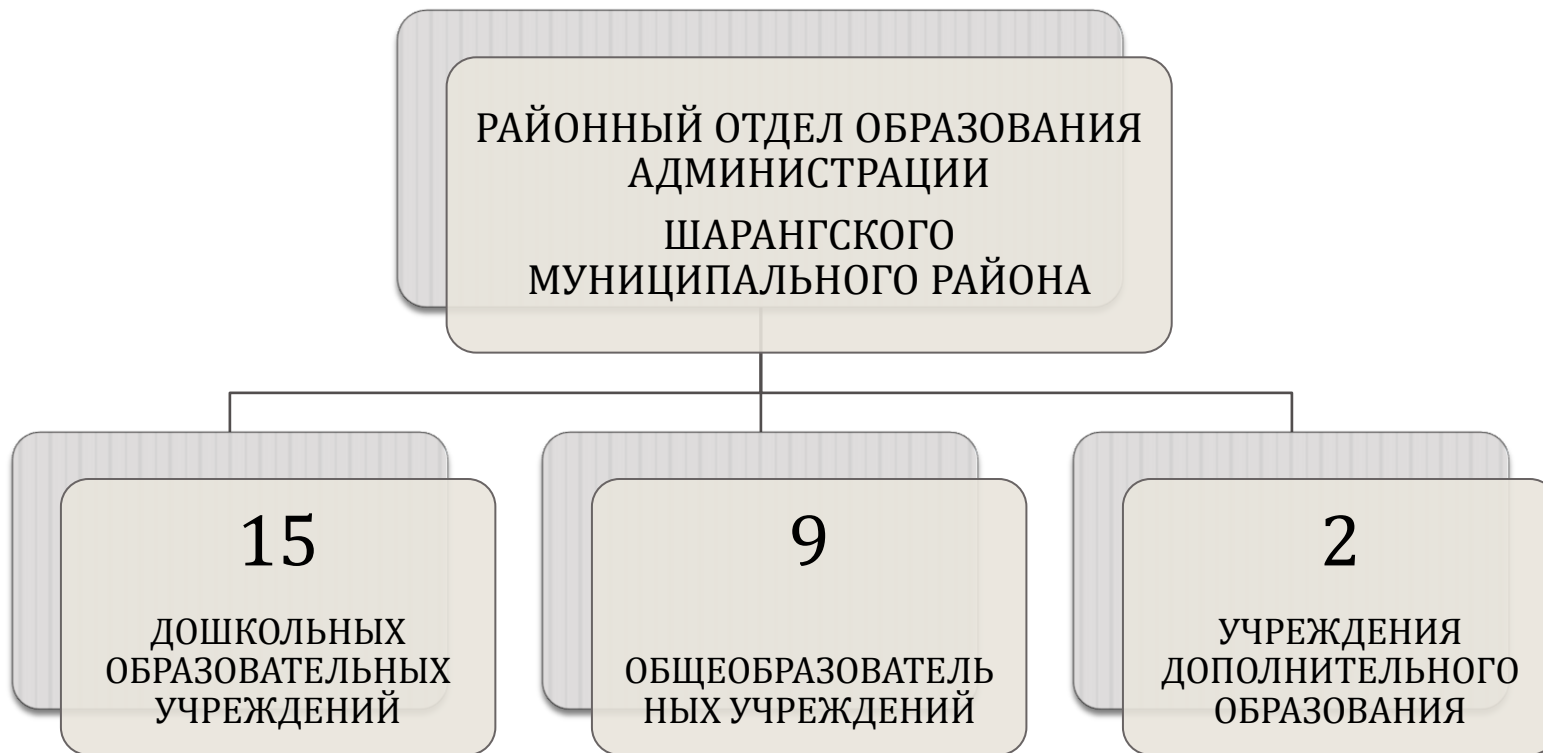 РАЙОННЫЙ ОТДЕЛ ОБРАЗОВАНИЯ
АДМИНИСТРАЦИИ
ШАРАНГСКОГО
МУНИЦИПАЛЬНОГО РАЙОНА
15
ДОШКОЛЬНЫХ
ОБРАЗОВАТЕЛЬНЫХ
УЧРЕЖДЕНИЙ
9
ОБЩЕОБРАЗОВАТЕЛЬ
НЫХ УЧРЕЖДЕНИЙ
2
УЧРЕЖДЕНИЯ
ДОПОЛНИТЕЛЬНОГО
ОБРАЗОВАНИЯ